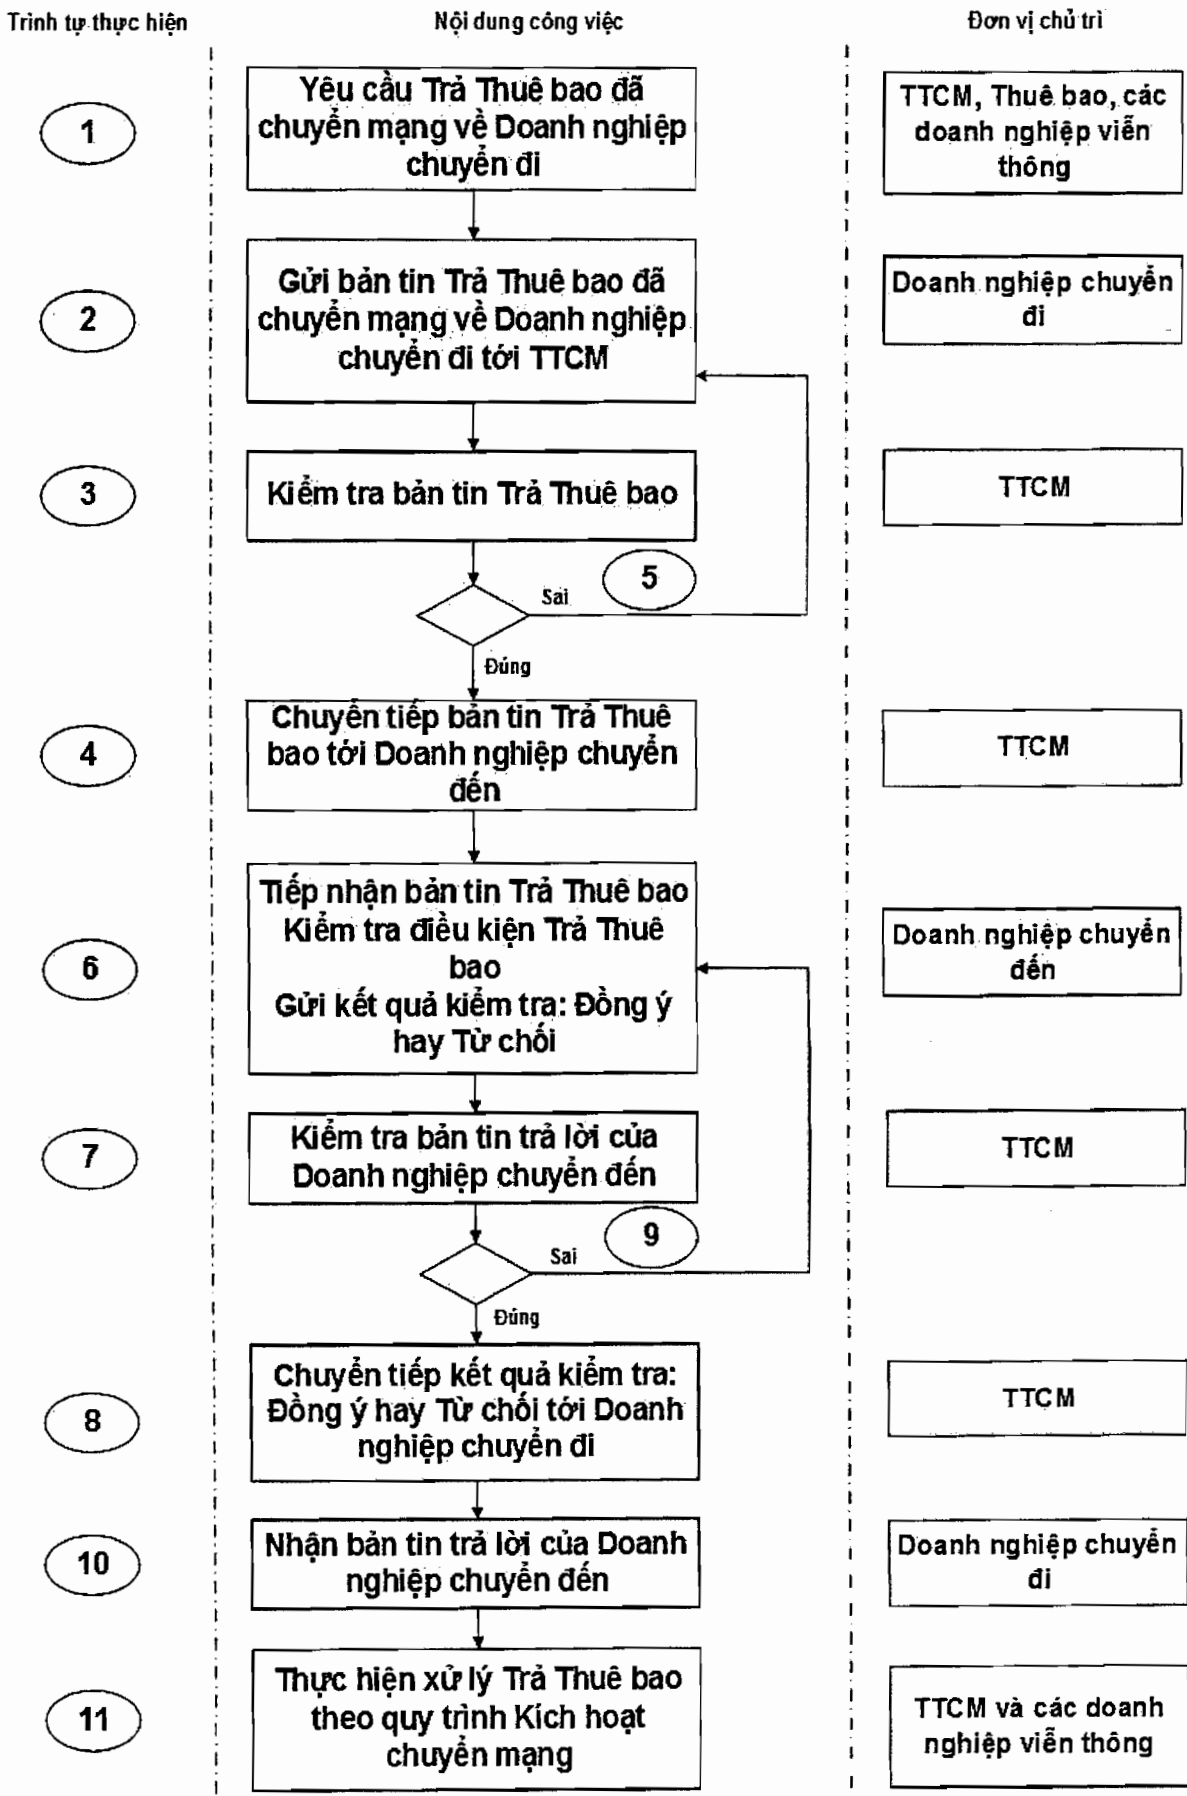 Trình tự thực hiện
Nội dung công việc
Đơn vị chủ trì
1
Yêu cầu Trả Thuê bao đã
chuyển mạng về Doanh nghiệp
chuyển đi
TTCM, Thuê bao, các
doanh nghiệp viễn
thông
2
Gửi bản tin Trả Thuê bao đã
chuyển mạng về Doanh nghiệp
chuyển đi tới TTCM
Doanh nghiệp chuyển
đi
3
Kiểm tra bản tin Trả Thuê bao
TTCM
5
Sai
Đúng
4
Chuyển tiếp bản tin Trả Thuê
bao tới Doanh nghiệp chuyển
đến
TTCM
6
Tiếp nhận bản tin Trả Thuê bao
Kiểm tra điều kiện Trả Thuê
bao
Gửi kết quả kiểm tra: Đồng ý
hay Từ chối
Doanh nghiệp chuyển
đến
7
Kiểm tra bản tin trả lời của
Doanh nghiệp chuyển đến
TTCM
9
Sai
Đúng
8
Chuyển tiếp kết quả kiểm tra:
Đồng ý hay Từ chối tới Doanh
nghiệp chuyển đi
TTCM
10
Nhận bản tin trả lời của Doanh
nghiệp chuyển đến
Doanh nghiệp chuyển
đi
11
Thực hiện xử lý Trả Thuê bao
theo quy trình Kích hoạt
chuyển mạng
TTCM và các doanh
nghiệp viễn thông